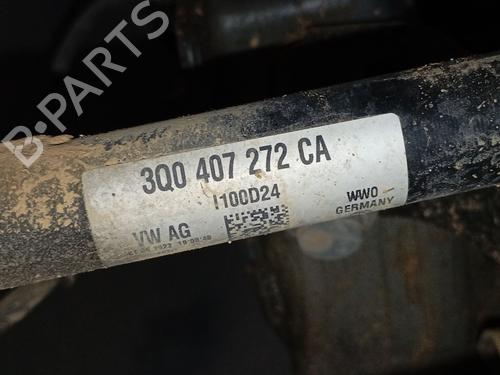 B-PARTS
3Q0 407 272 CA
I100D24
VW AG
WWO
GERMANY